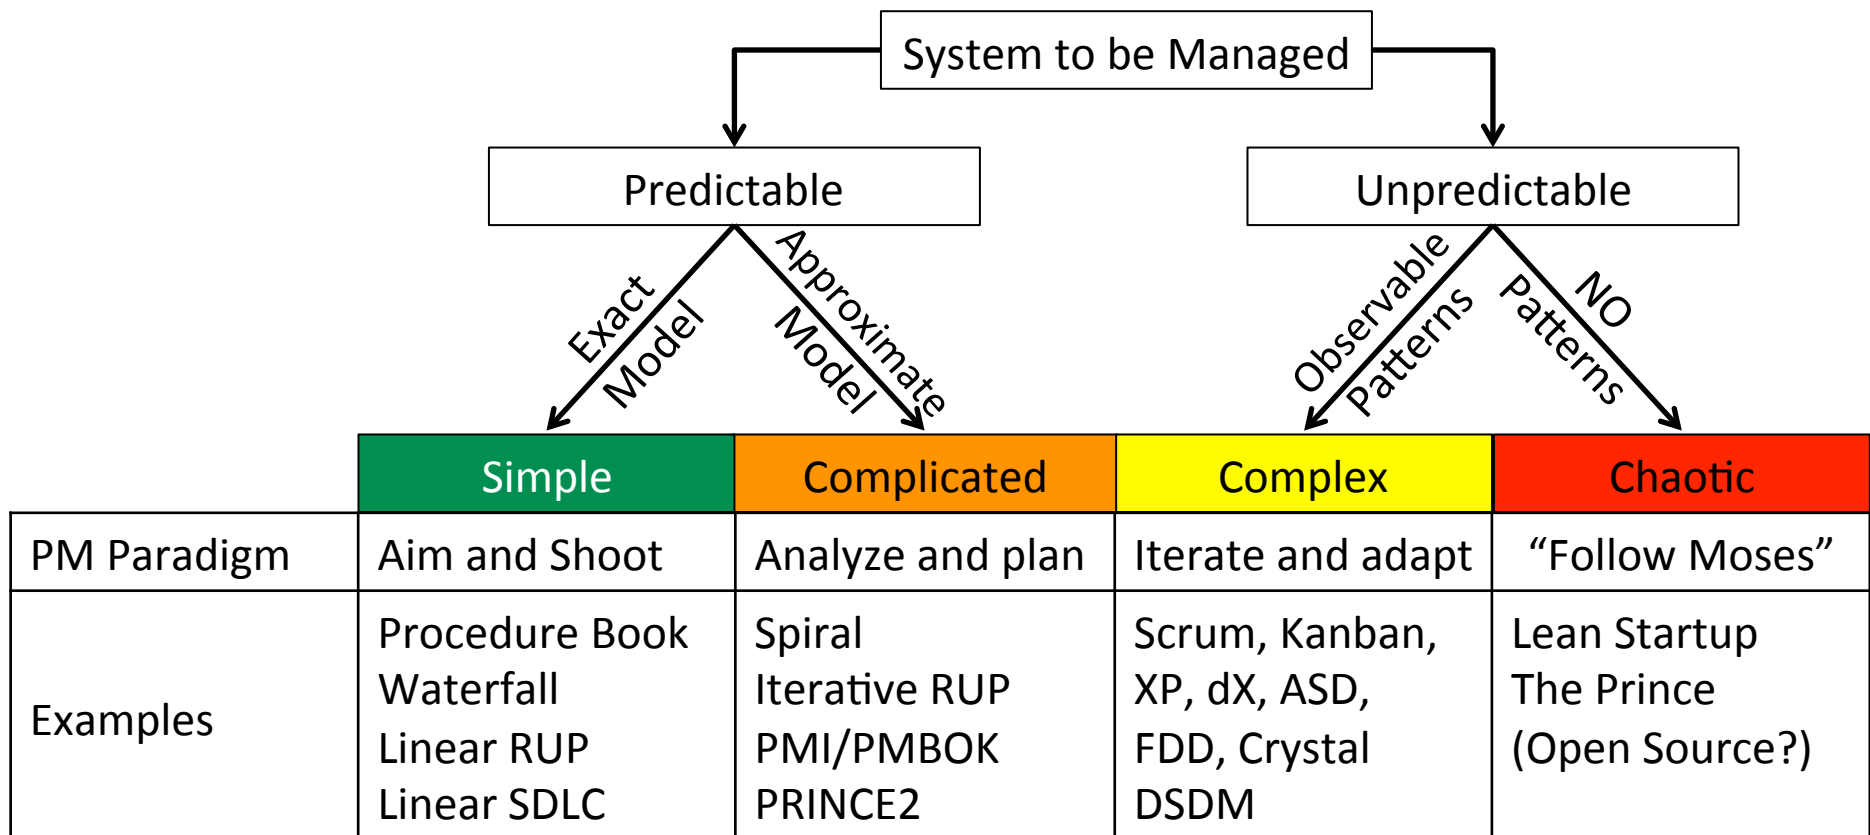 System to be Managed
Predictable
Unpredictable
Exact
Model
Approximate
Model
Observable
Patterns
NO
Patterns
Simple
Complicated
Complex
Chaotic
PM Paradigm
Aim and Shoot
Analyze and plan
Iterate and adapt
“Follow Moses”
Examples
Procedure Book
Waterfall
Linear RUP
Linear SDLC
Spiral
Iterative RUP
PMI/PMBOK
PRINCE2
Scrum, Kanban,
XP, dX, ASD,
FDD, Crystal
DSDM
Lean Startup
The Prince
(Open Source?)